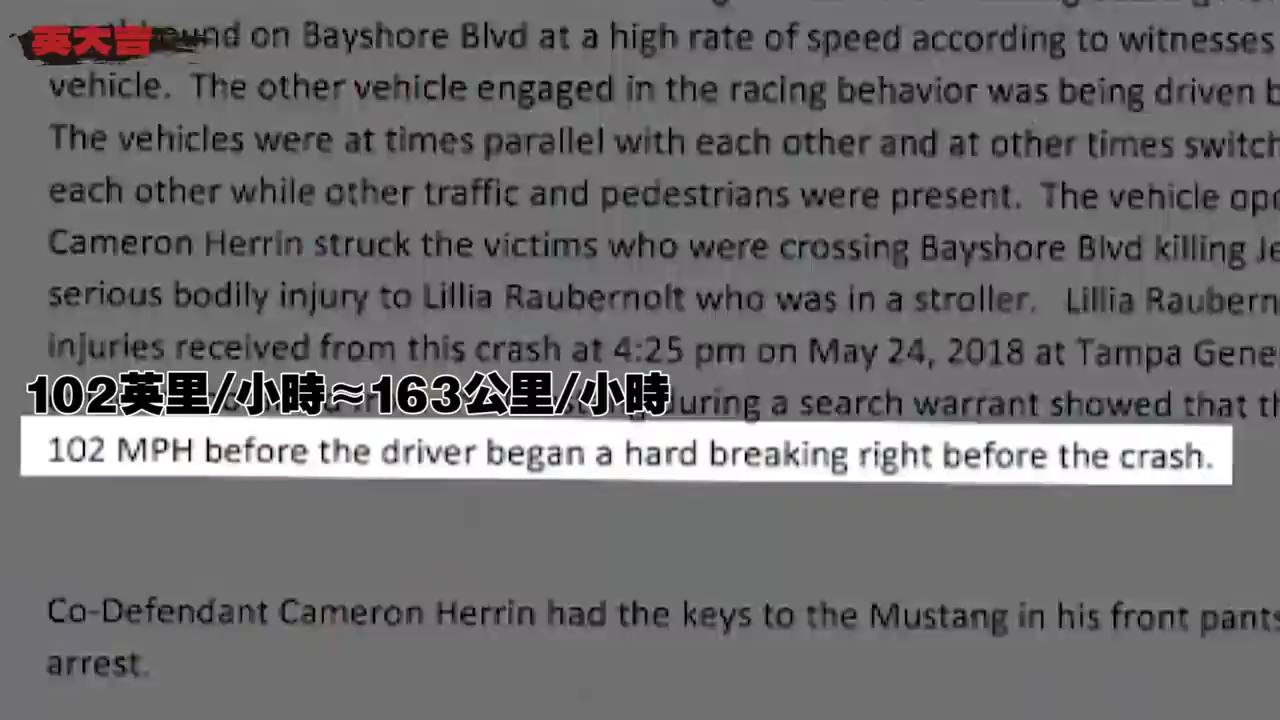 英大吉
bound on Bayshore Blvd at a high rate of speed according to witnesses
vehicle. The other vehicle engaged in the racing behavior was being driven
The vehicles were at times parallel with each other and at other times switch
each other while other traffic and pedestrians were present. The vehicle
Cameron Herrin struck the victims who were crossing Bayshore Blvd killing
serious bodily injury to Lillia Raubernolt who was in a stroller. Lillia Raubern
injuries received from this crash at 4:25 pm on May 24, 2018 at Tampa Gene
102英里/小時≈163公里/小時
during a search warrant showed that
102 MPH before the driver began a hard breaking right before the crash.
Co-Defendant Cameron Herrin had the keys to the Mustang in his front pants
arrest.